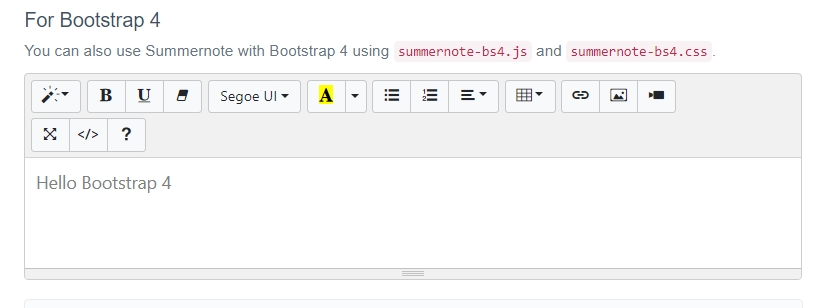 For Bootstrap 4
You can also use Summernote with Bootstrap 4 using summernote-bs4.js and summernote-bs4.css.
B U Segoe UI A
</> ?
Hello Bootstrap 4